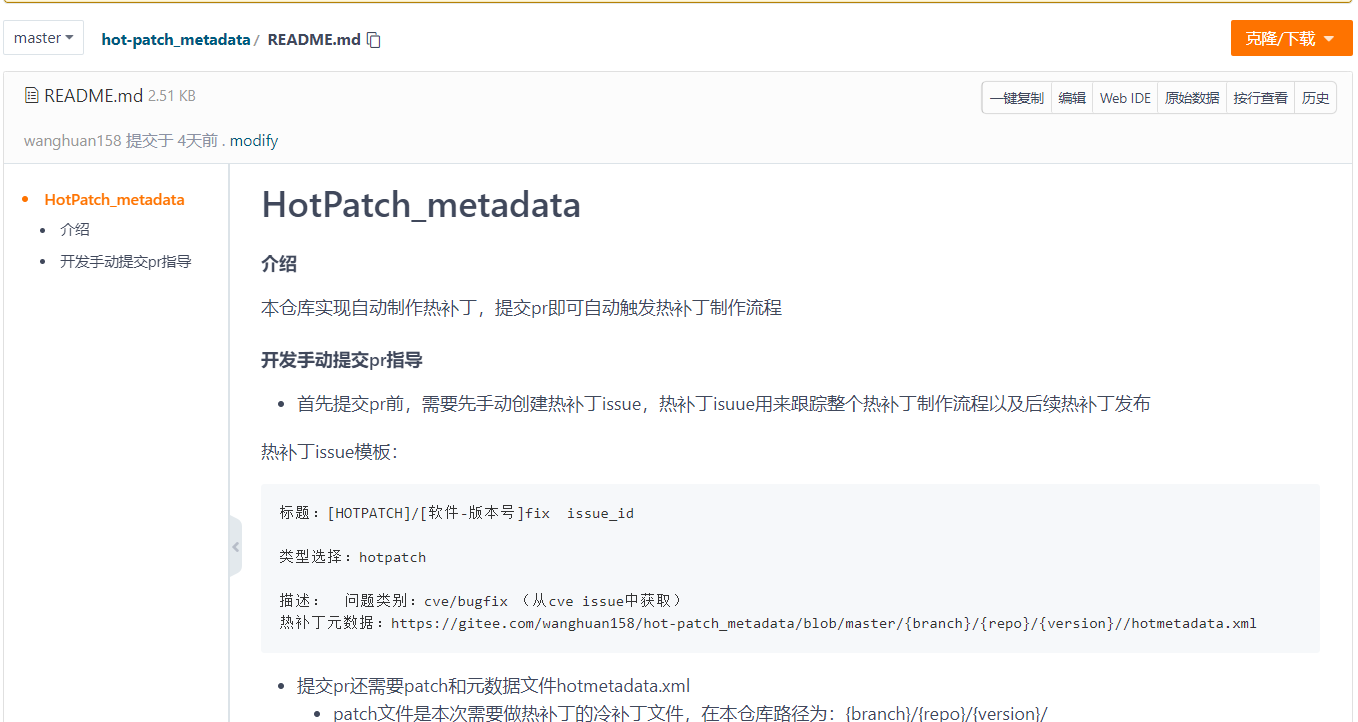 master
hot-patch_metadata / README.md
克隆/下载
README.md 2.51 KB
一键复制 编辑 Web IDE 原始数据 按行查看 历史
wanghuan158 提交于 4天前 . modify
HotPatch_metadata
介绍
开发手动提交pr指导
HotPatch_metadata
介绍
本仓库实现自动制作热补丁，提交pr即可自动触发热补丁制作流程
开发手动提交pr指导
首先提交pr前，需要先手动创建热补丁issue，热补丁isuue用来跟踪整个热补丁制作流程以及后续热补丁发布
热补丁issue模板：
标题：[HOTPATCH]/[软件-版本号]fix  issue_id
类型选择：hotpatch
描述：  问题类别：cve/bugfix （从cve issue中获取）
热补丁元数据：https://gitee.com/wanghuan158/hot-patch_metadata/blob/master/{branch}/{repo}/{version}//hotmetadata.xml
提交pr还需要patch和元数据文件hotmetadata.xml
patch文件是本次需要做热补丁的冷补丁文件，在本仓库路径为：{branch}/{repo}/{version}/